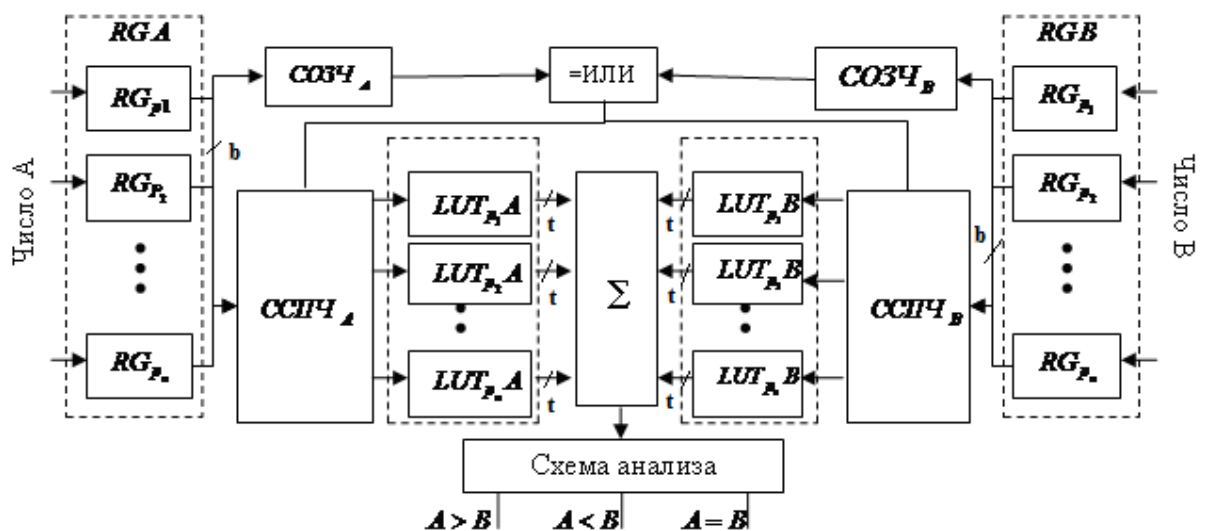 RG A
RG B
СОЗЧ A
=ИЛИ
СОЗЧ B
RG p1
RG P1
b
Число А
Число В
RG P2
RG P2
LUT P1 A
LUT P1 B
t
t
LUT P2 A
LUT P1 B
b
t
t
ССПЧ A
Σ
ССПЧ B
RG Pn
RG Pn
LUT Pn A
LUT Pn B
t
t
Схема анализа
A > B
A < B
A = B